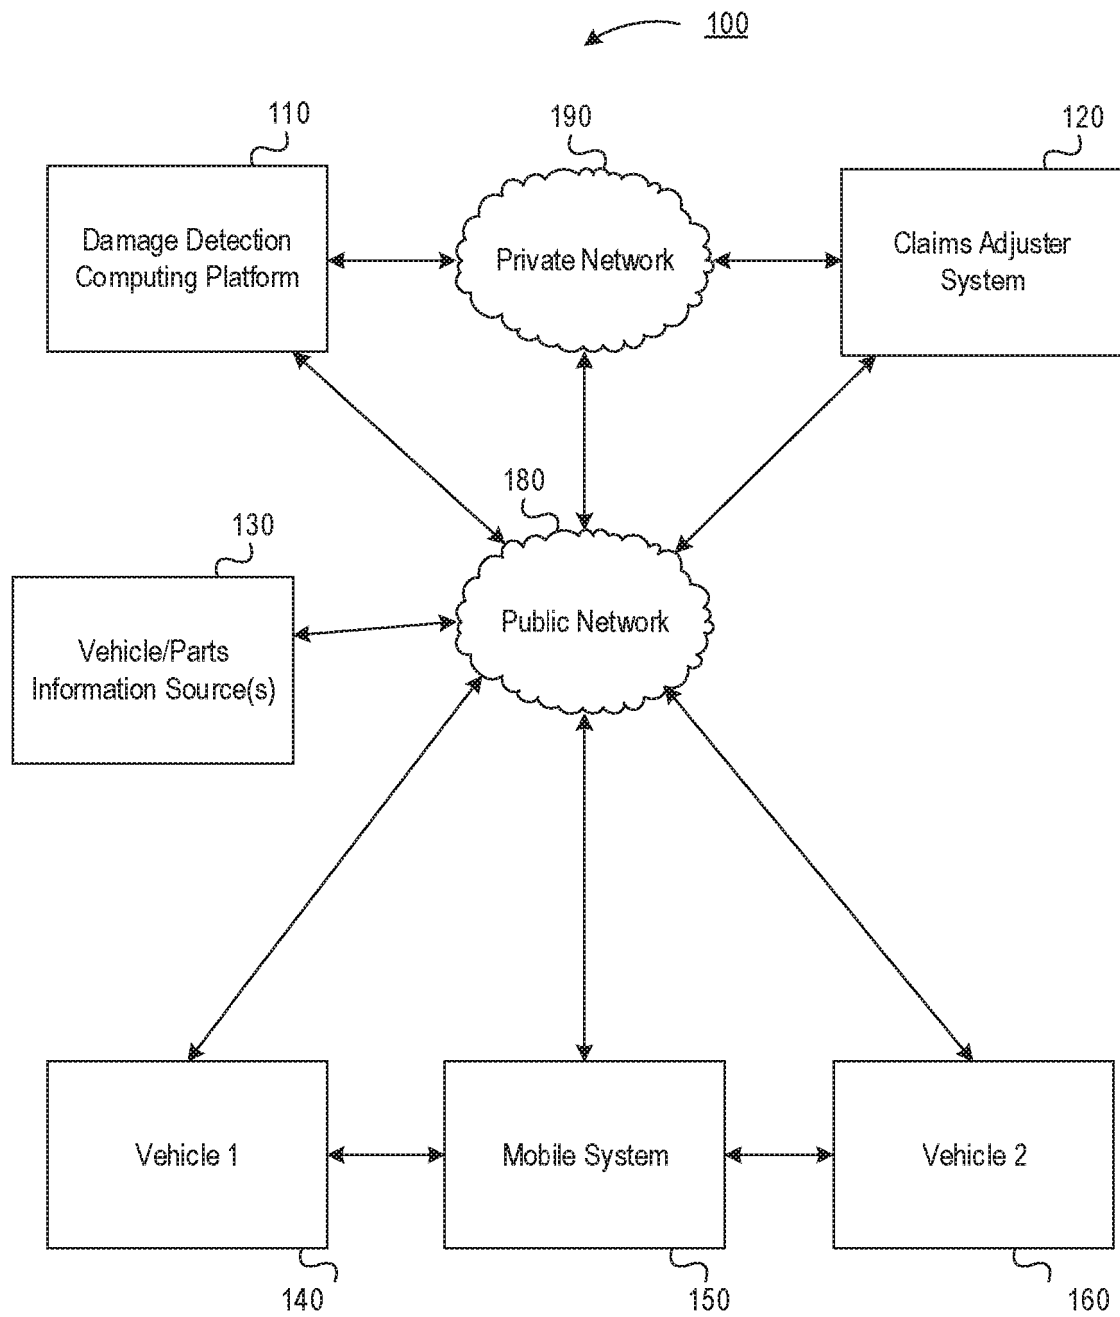 100
110
190
120
Damage Detection
Computing Platform
Private Network
Claims Adjuster
System
180
130
Public Network
Vehicle/Parts
Information Source(s)
Vehicle 1
Mobile System
Vehicle 2
140
150
160